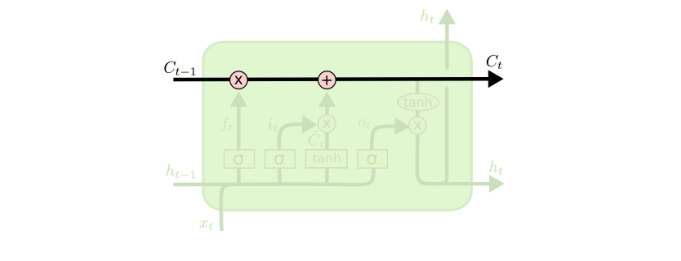 h_t
C_{t-1} x + C_t
tanh
f_t i_t x o_t x
C̃_t
σ σ tanh σ
h_{t-1} h_t
x_t